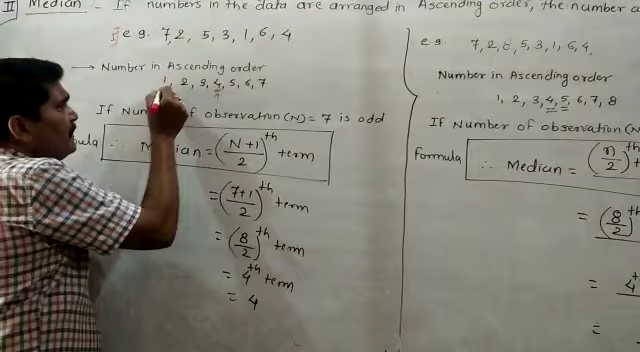 II Median - If numbers in the data are arranged in Ascending order, the number a
I] e.g. 7, 2, 5, 3, 1, 6, 4
→ Number in Ascending order
1, 2, 3, 4, 5, 6, 7
If Num of observation (N) = 7 is odd
∴ M ian = (N+1/2)^th term
= (7+1/2)^th term
= (8/2)^th term
= 4^th term
= 4
e.g. 7, 2, 8, 5, 3, 1, 6, 4,
Number in Ascending order
1, 2, 3, 4, 5, 6, 7, 8
If Number of observation (N
Formula ∴ Median = (n/2)^th +
= (8/2)^th
= 4
=